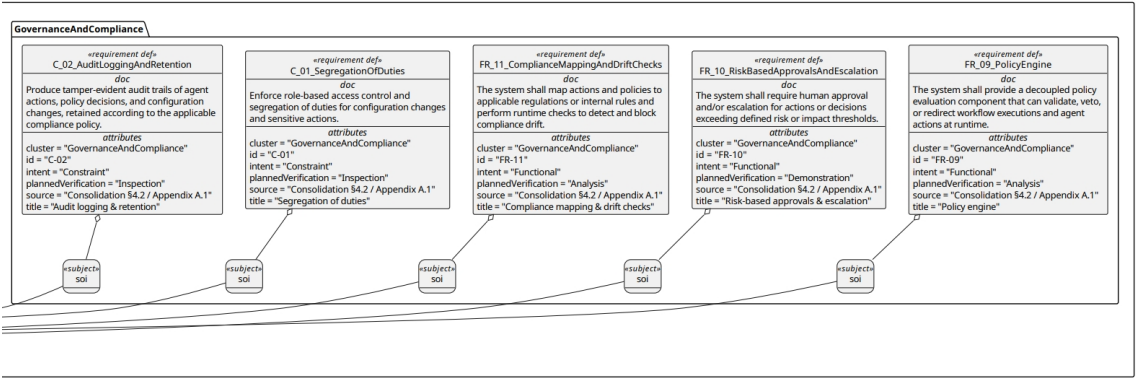 GovernanceAndCompliance
«requirement def»
C_02_AuditLoggingAndRetention
doc
Produce tamper-evident audit trails of agent
actions, policy decisions, and configuration
changes, retained according to the applicable
compliance policy.
attributes
cluster = "GovernanceAndCompliance"
id = "C-02"
intent = "Constraint"
plannedVerification = "Inspection"
source = "Consolidation §4.2 / Appendix A.1"
title = "Audit logging & retention"
«requirement def»
C_01_SegregationOfDuties
doc
Enforce role-based access control and
segregation of duties for configuration changes
and sensitive actions.
attributes
cluster = "GovernanceAndCompliance"
id = "C-01"
intent = "Constraint"
plannedVerification = "Inspection"
source = "Consolidation §4.2 / Appendix A.1"
title = "Segregation of duties"
«requirement def»
FR_11_ComplianceMappingAndDriftChecks
doc
The system shall map actions and policies to
applicable regulations or internal rules and
perform runtime checks to detect and block
compliance drift.
attributes
cluster = "GovernanceAndCompliance"
id = "FR-11"
intent = "Functional"
plannedVerification = "Analysis"
source = "Consolidation §4.2 / Appendix A.1"
title = "Compliance mapping & drift checks"
«requirement def»
FR_10_RiskBasedApprovalsAndEscalation
doc
The system shall require human approval
and/or escalation for actions or decisions
exceeding defined risk or impact thresholds.
attributes
cluster = "GovernanceAndCompliance"
id = "FR-10"
intent = "Functional"
plannedVerification = "Demonstration"
source = "Consolidation §4.2 / Appendix A.1"
title = "Risk-based approvals & escalation"
«requirement def»
FR_09_PolicyEngine
doc
The system shall provide a decoupled policy
evaluation component that can validate, veto,
or redirect workflow executions and agent
actions at runtime.
attributes
cluster = "GovernanceAndCompliance"
id = "FR-09"
intent = "Functional"
plannedVerification = "Analysis"
source = "Consolidation §4.2 / Appendix A.1"
title = "Policy engine"
«subject»
soi
«subject»
soi
«subject»
soi
«subject»
soi
«subject»
soi